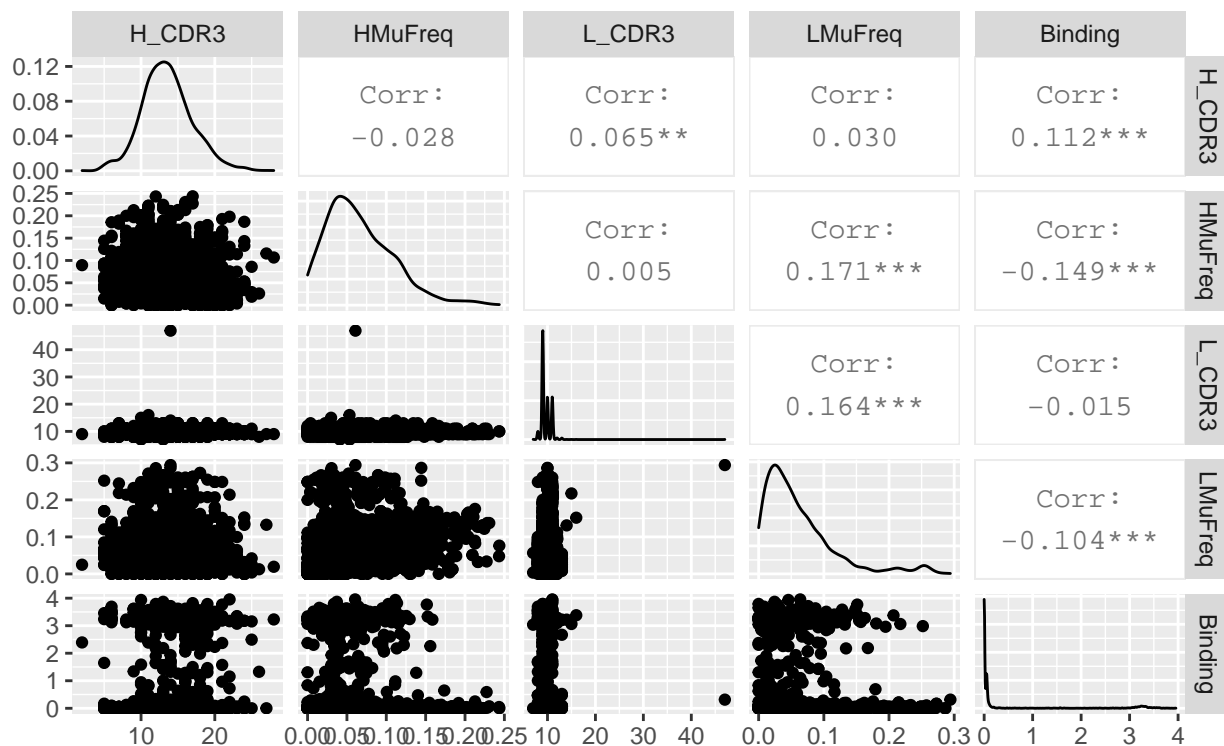 H_CDR3 HMuFreq L_CDR3 LMuFreq Binding
0.12
0.08
0.04
0.00
Corr:
-0.028
Corr:
0.065**
Corr:
0.030
Corr:
0.112***
H_CDR3
0.25
0.20
0.15
0.10
0.05
0.00
Corr:
0.005
Corr:
0.171***
Corr:
-0.149***
HMuFreq
40
30
20
10
Corr:
0.164***
Corr:
-0.015
L_CDR3
0.3
0.2
0.1
0.0
Corr:
-0.104***
LMuFreq
4
3
2
1
0
Binding
10 20 0.00 0.05 0.10 0.15 0.20 0.25 10 20 30 40 0.0 0.1 0.2 0.3 0 1 2 3 4